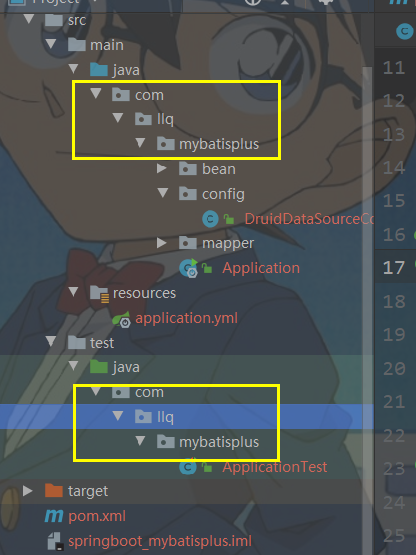 src
main
java
com
llq
mybatisplus
bean
config
DruidDataSourceCo
mapper
Application
resources
application.yml
test
java
com
llq
mybatisplus
ApplicationTest
target
pom.xml
springboot_mybatisplus.iml
11
12
13
14
15
16
17
18
19
20
21
22
23
24
25